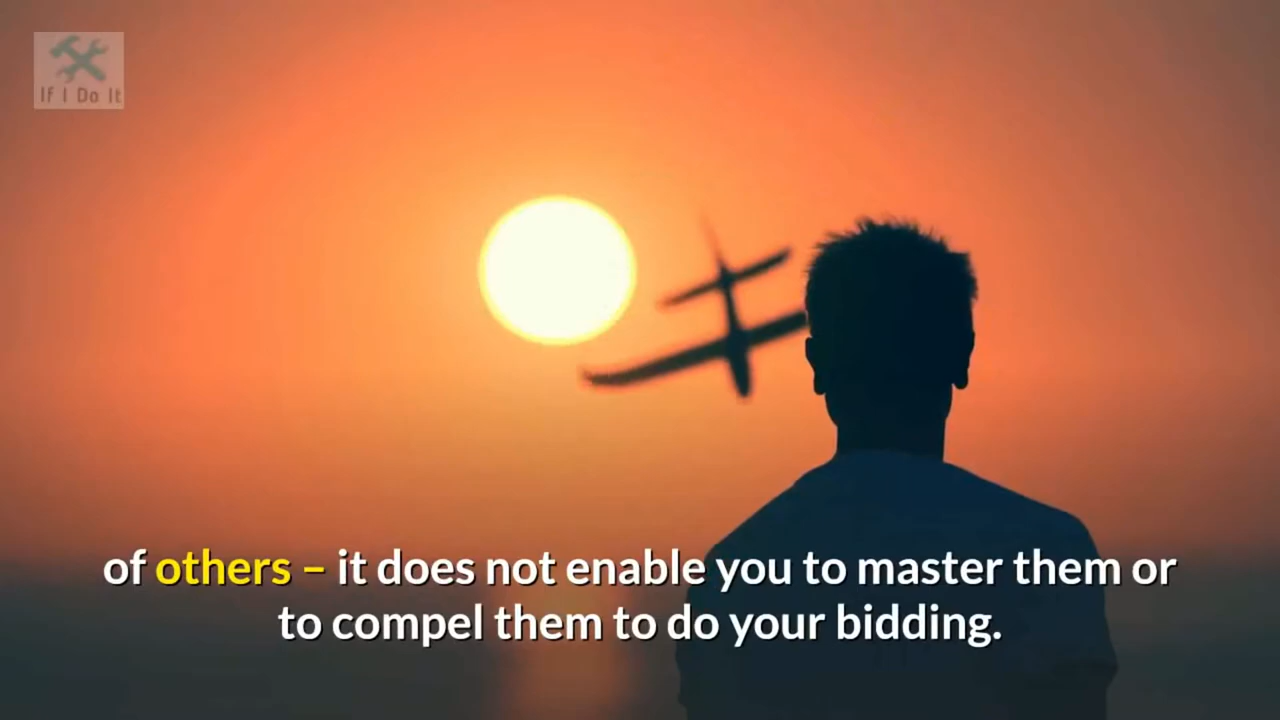 If I Do It
of others – it does not enable you to master them or
to compel them to do your bidding.